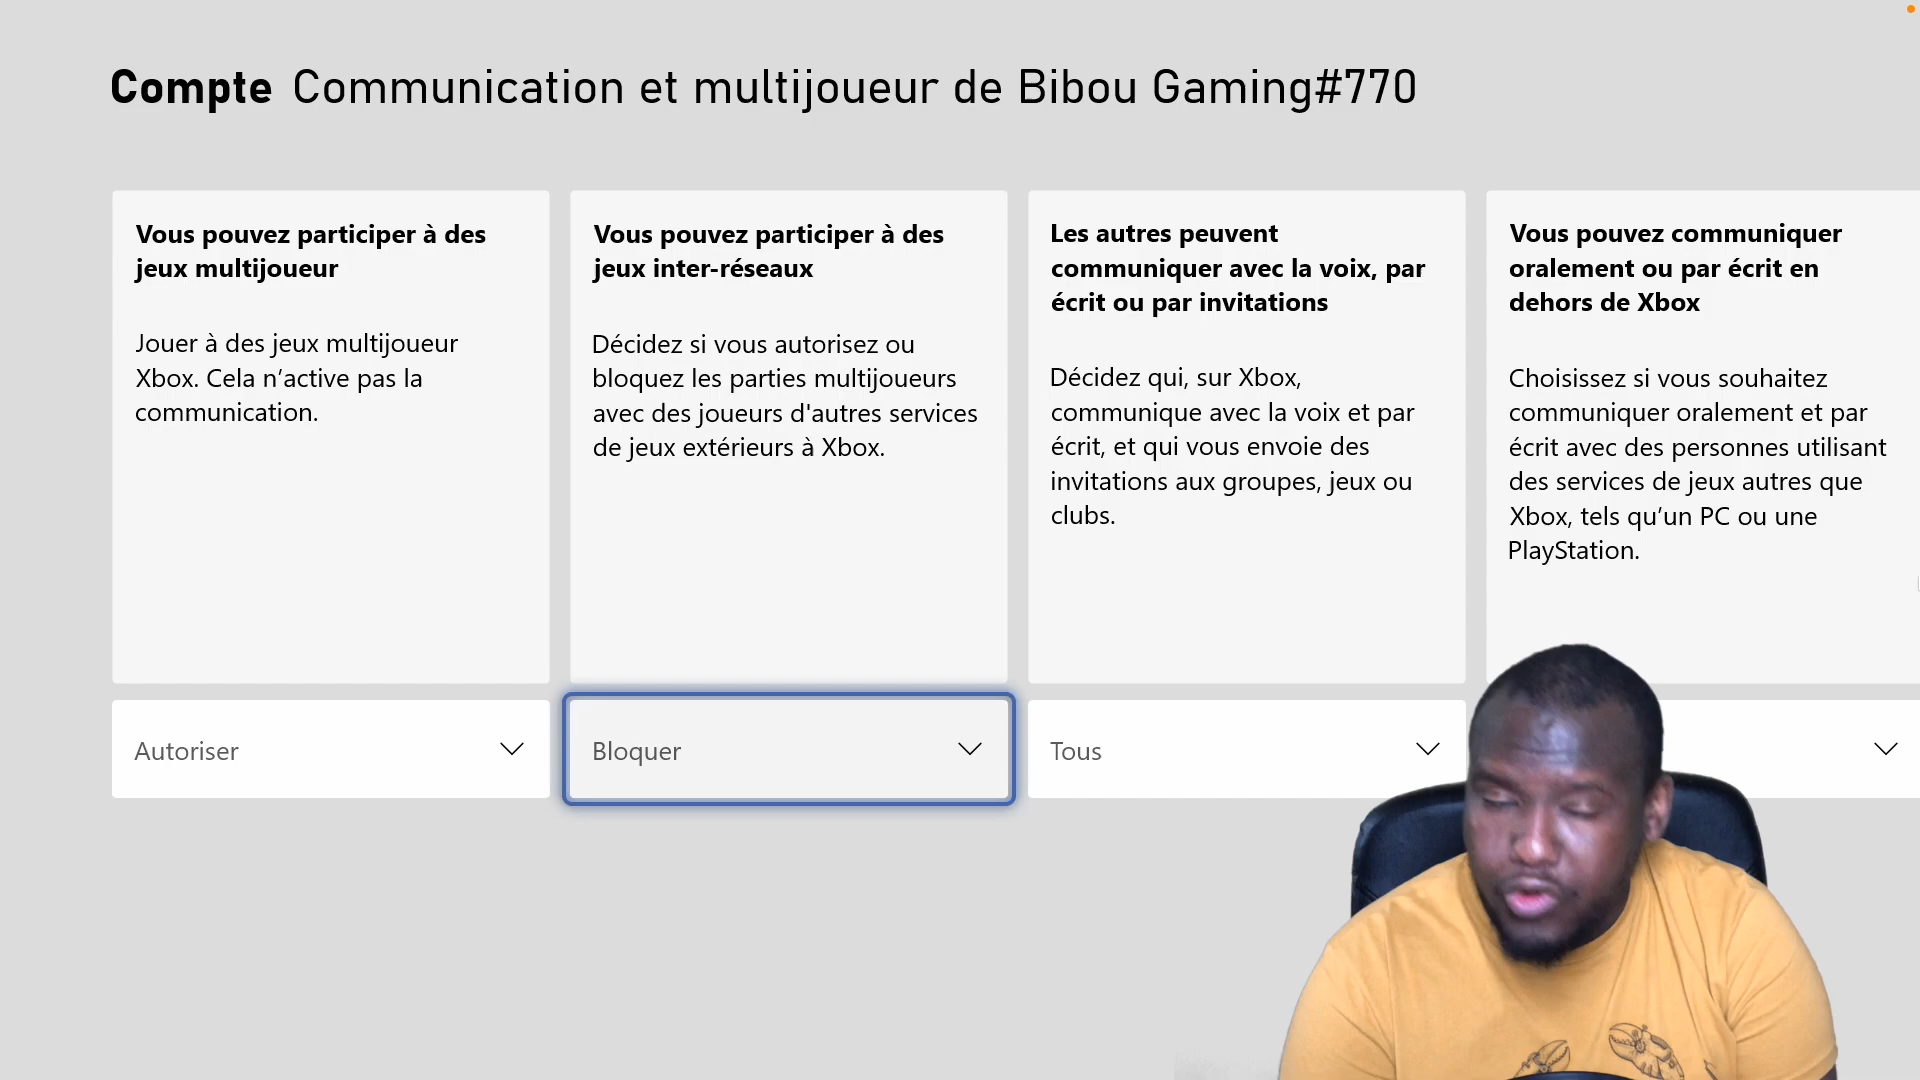 Compte Communication et multijoueur de Bibou Gaming#770
Vous pouvez participer à des
jeux multijoueur
Jouer à des jeux multijoueur
Xbox. Cela n’active pas la
communication.
Autoriser
Vous pouvez participer à des
jeux inter-réseaux
Décidez si vous autorisez ou
bloquez les parties multijoueurs
avec des joueurs d'autres services
de jeux extérieurs à Xbox.
Bloquer
Les autres peuvent
communiquer avec la voix, par
écrit ou par invitations
Décidez qui, sur Xbox,
communique avec la voix et par
écrit, et qui vous envoie des
invitations aux groupes, jeux ou
clubs.
Tous
Vous pouvez communiquer
oralement ou par écrit en
dehors de Xbox
Choisissez si vous souhaitez
communiquer oralement et par
écrit avec des personnes utilisant
des services de jeux autres que
Xbox, tels qu’un PC ou une
PlayStation.